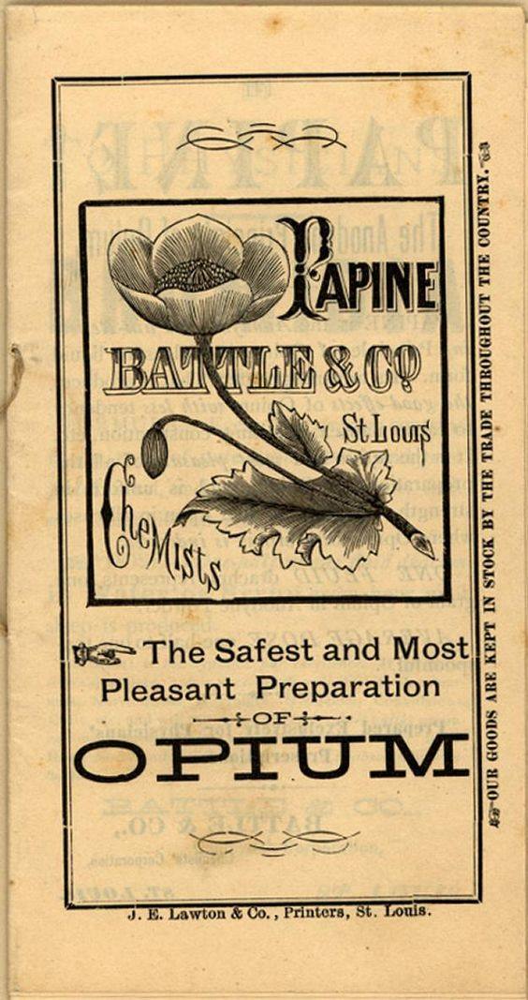 PAPINE
BATTLE & CO
St Louis
CHeMIsTs
The Safest and Most
Pleasant Preparation
OF
OPIUM
J. E. Lawton & Co., Printers, St. Louis.
OUR GOODS ARE KEPT IN STOCK BY THE TRADE THROUGHOUT THE COUNTRY.